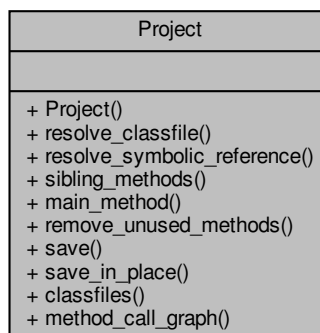 Project
+ Project()
+ resolve_classfile()
+ resolve_symbolic_reference()
+ sibling_methods()
+ main_method()
+ remove_unused_methods()
+ save()
+ save_in_place()
+ classfiles()
+ method_call_graph()